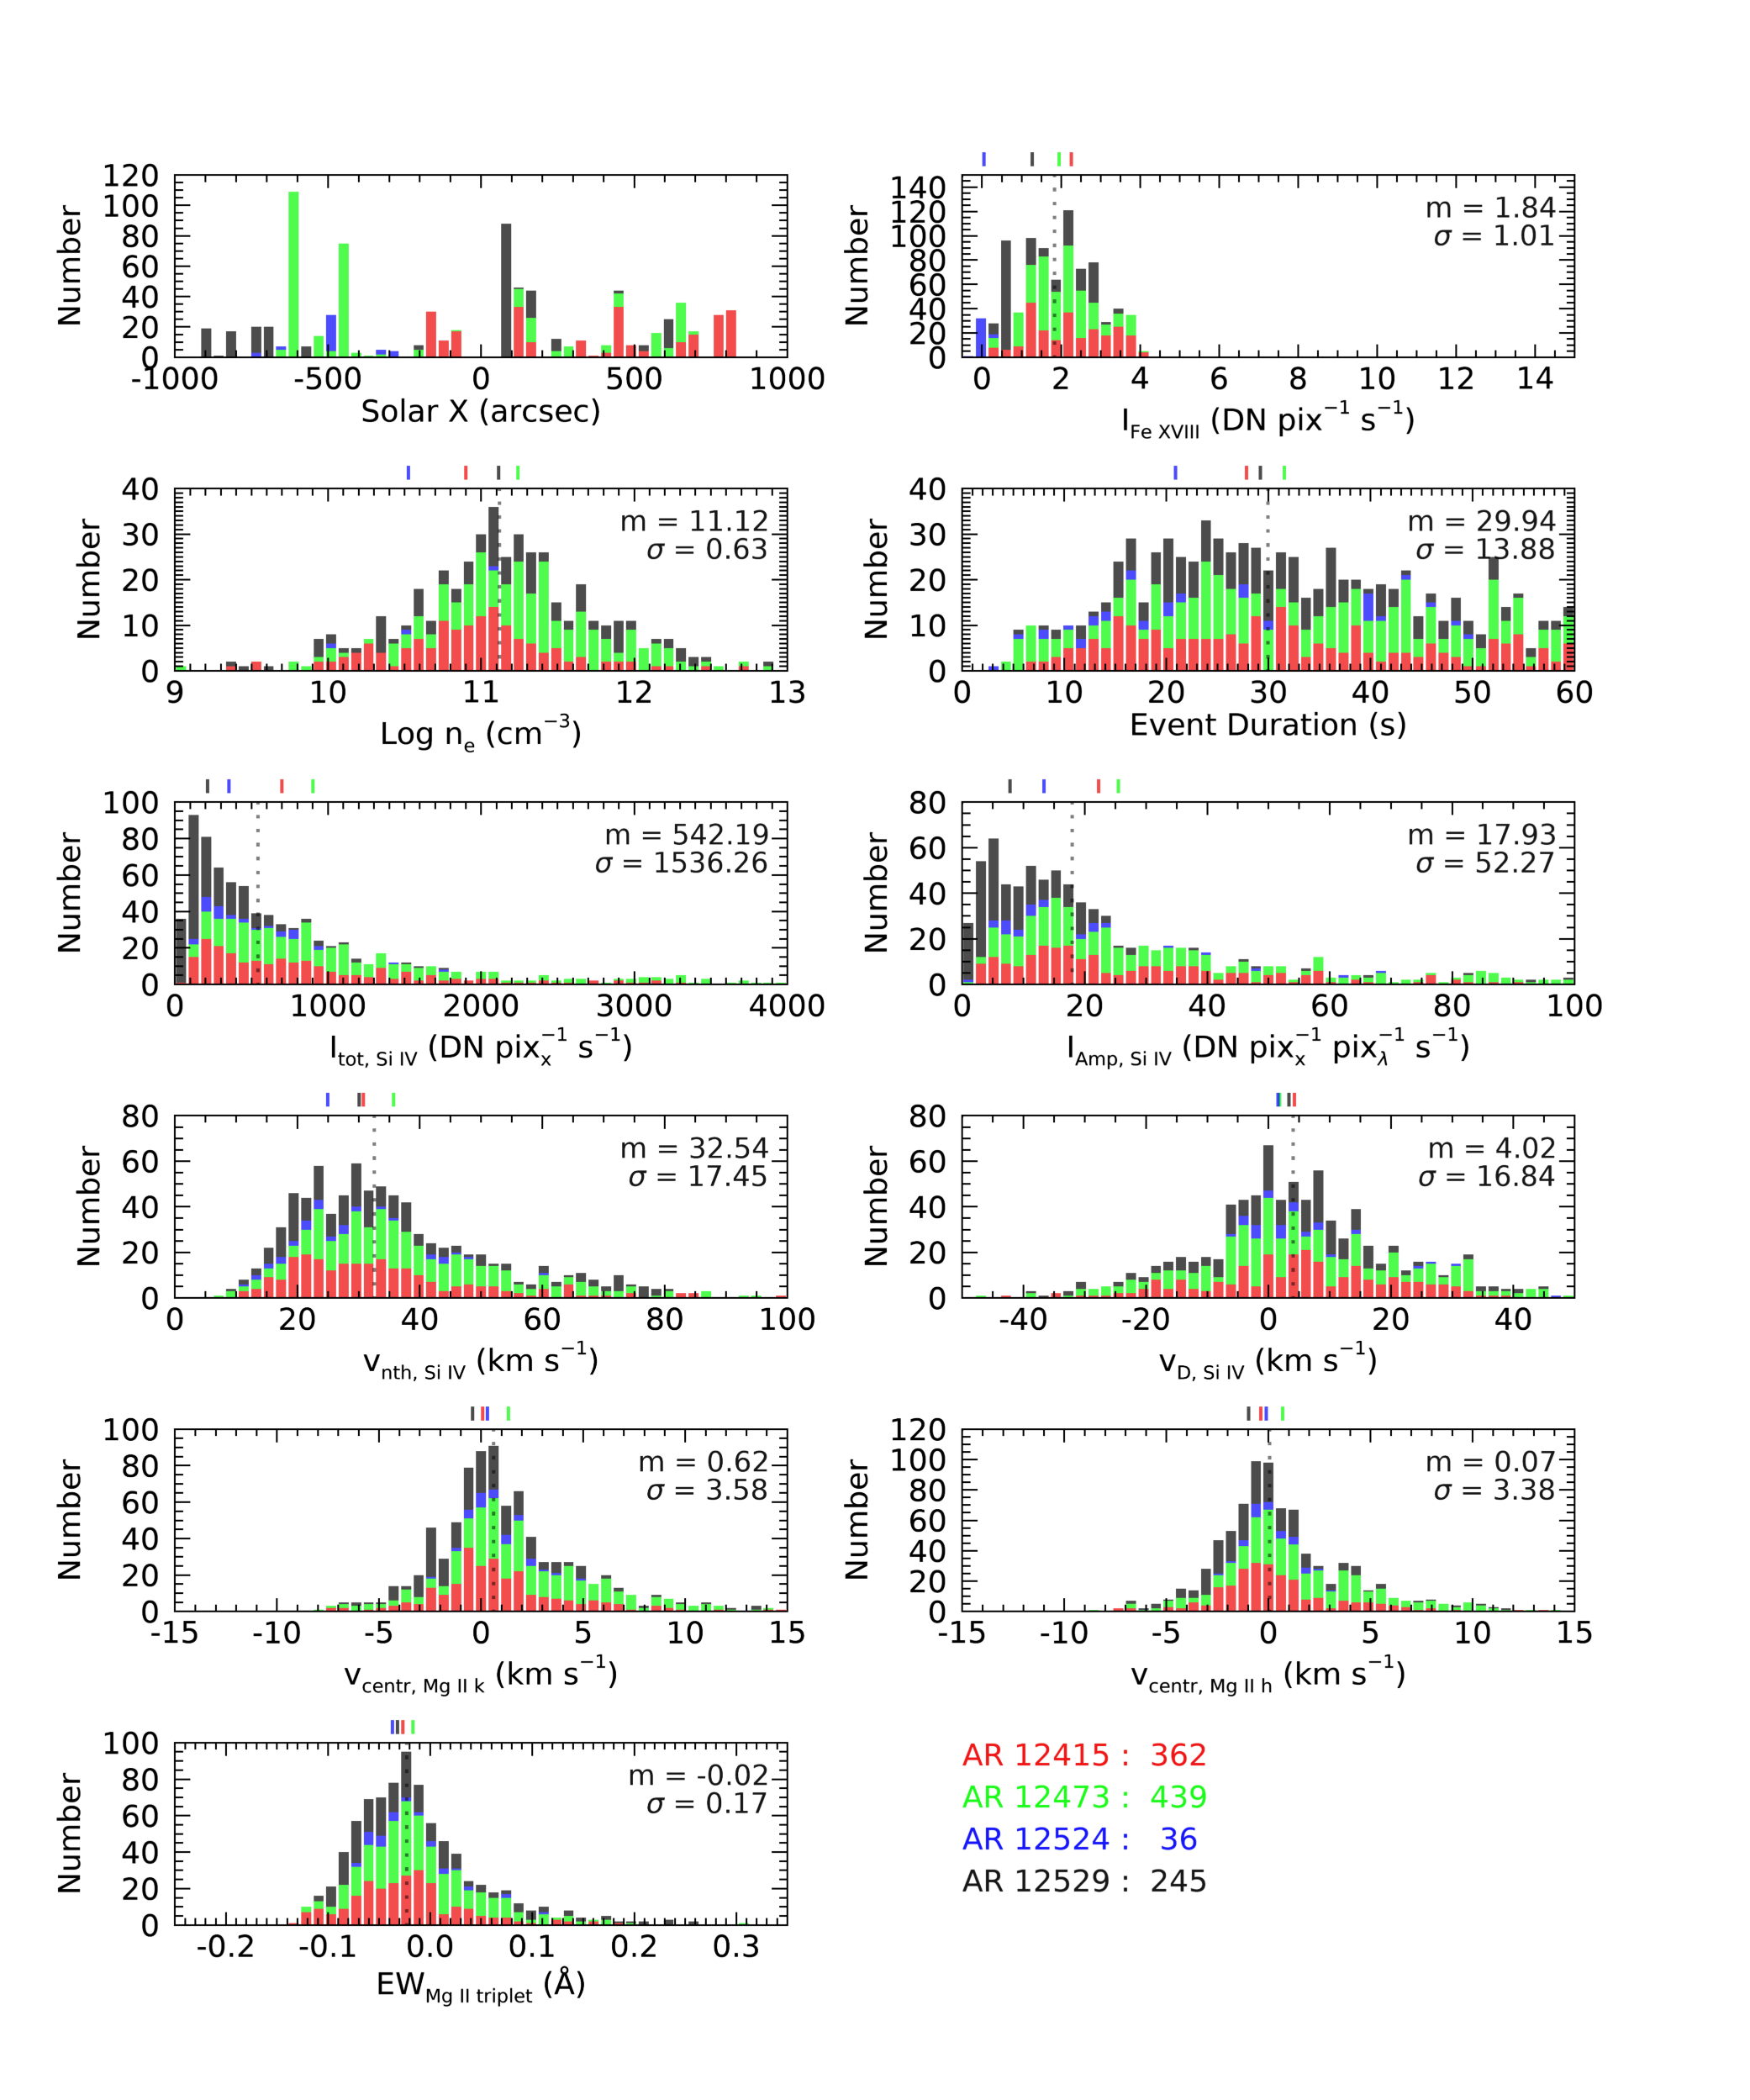 120
100
80
60
40
20
0
Number
-1000 -500 0 500 1000
Solar X (arcsec)
140
120
100
80
60
40
20
0
Number
m = 1.84
σ = 1.01
0 2 4 6 8 10 12 14
I_Fe XVIII (DN pix⁻¹ s⁻¹)
40
30
20
10
0
Number
m = 11.12
σ = 0.63
9 10 11 12 13
Log n_e (cm⁻³)
40
30
20
10
0
Number
m = 29.94
σ = 13.88
0 10 20 30 40 50 60
Event Duration (s)
100
80
60
40
20
0
Number
m = 542.19
σ = 1536.26
0 1000 2000 3000 4000
I_tot, Si IV (DN pix_x⁻¹ s⁻¹)
80
60
40
20
0
Number
m = 17.93
σ = 52.27
0 20 40 60 80 100
I_Amp, Si IV (DN pix_x⁻¹ pix_λ⁻¹ s⁻¹)
80
60
40
20
0
Number
m = 32.54
σ = 17.45
0 20 40 60 80 100
v_nth, Si IV (km s⁻¹)
80
60
40
20
0
Number
m = 4.02
σ = 16.84
-40 -20 0 20 40
v_D, Si IV (km s⁻¹)
100
80
60
40
20
0
Number
m = 0.62
σ = 3.58
-15 -10 -5 0 5 10 15
v_centr, Mg II k (km s⁻¹)
120
100
80
60
40
20
0
Number
m = 0.07
σ = 3.38
-15 -10 -5 0 5 10 15
v_centr, Mg II h (km s⁻¹)
100
80
60
40
20
0
Number
m = -0.02
σ = 0.17
-0.2 -0.1 0.0 0.1 0.2 0.3
EW_Mg II triplet (Å)
AR 12415 : 362
AR 12473 : 439
AR 12524 : 36
AR 12529 : 245